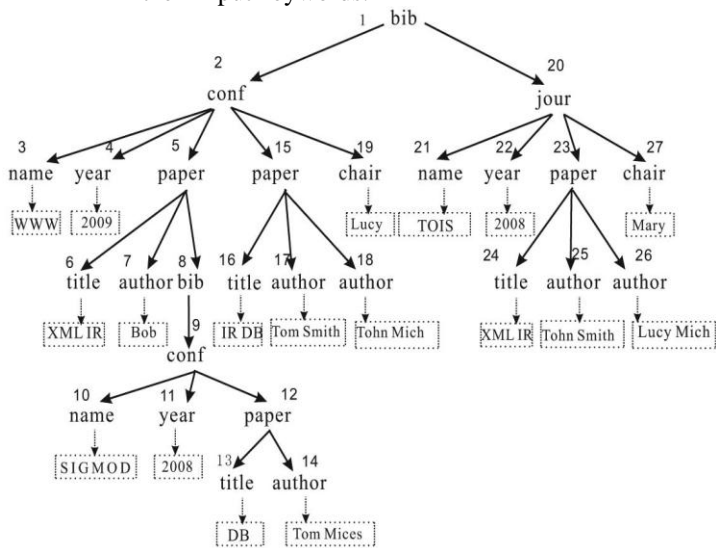 1 bib
2 20
conf jour
3 4 5 15 19 21 22 23 27
name year paper paper chair name year paper chair
WWW 2009 Lucy TOIS 2008 Mary
6 7 8 16 17 18 24 25 26
title author bib title author author title author author
XML IR Bob IR DB Tom Smith Tohn Mich XML IR Tohn Smith Lucy Mich
9
conf
10 11 12
name year paper
SIGMOD 2008 13 14
title author
DB Tom Mices